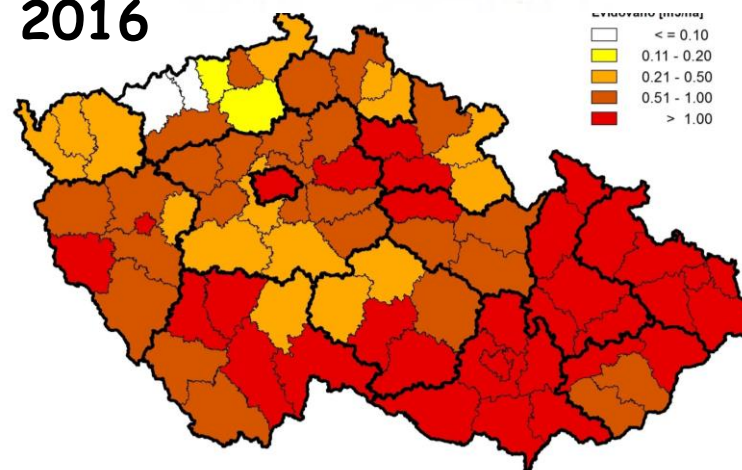 2016
Evidováno [m3/ha]
< = 0.10
0.11 - 0.20
0.21 - 0.50
0.51 - 1.00
> 1.00